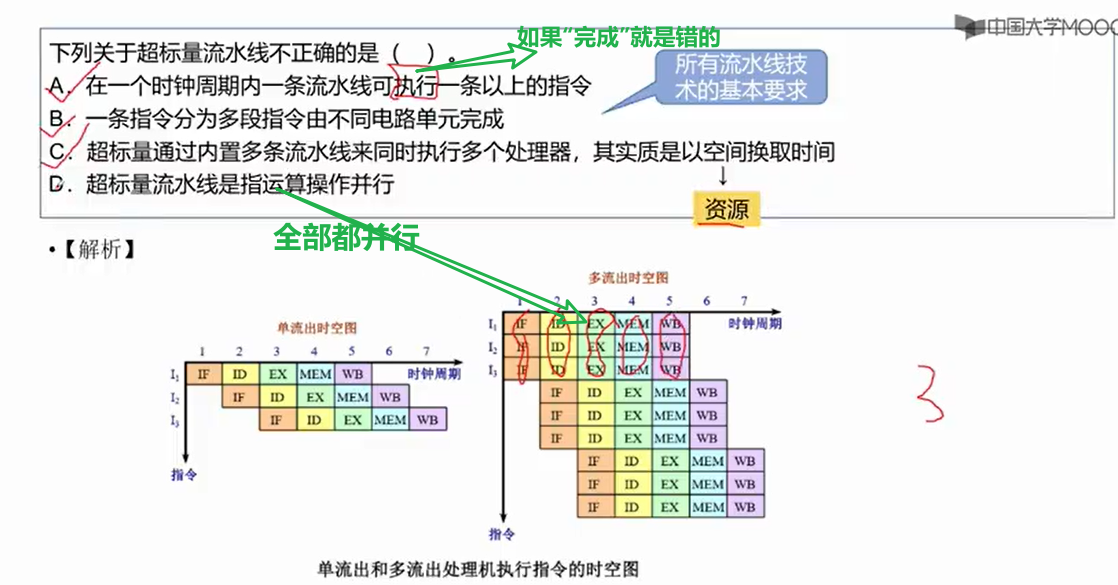 中国大学MOOC
如果“完成”就是错的
下列关于超标量流水线不正确的是（ ）。
A．在一个时钟周期内一条流水线可执行一条以上的指令
所有流水线技
术的基本要求
B．一条指令分为多段指令由不同电路单元完成
C．超标量通过内置多条流水线来同时执行多个处理器，其实质是以空间换取时间
D．超标量流水线是指运算操作并行
资源
全部都并行
•【解析】
单流出时空图
1 2 3 4 5 6 7
I1 IF ID EX MEM WB 时钟周期
I2 IF ID EX MEM WB
I3 IF ID EX MEM WB
指令
多流出时空图
1 2 3 4 5 6 7
I1 IF ID EX MEM WB 时钟周期
I2 IF ID EX MEM WB
I3 IF ID EX MEM WB
IF ID EX MEM WB
IF ID EX MEM WB
IF ID EX MEM WB
IF ID EX MEM WB
IF ID EX MEM WB
IF ID EX MEM WB
指令
3
单流出和多流出处理机执行指令的时空图